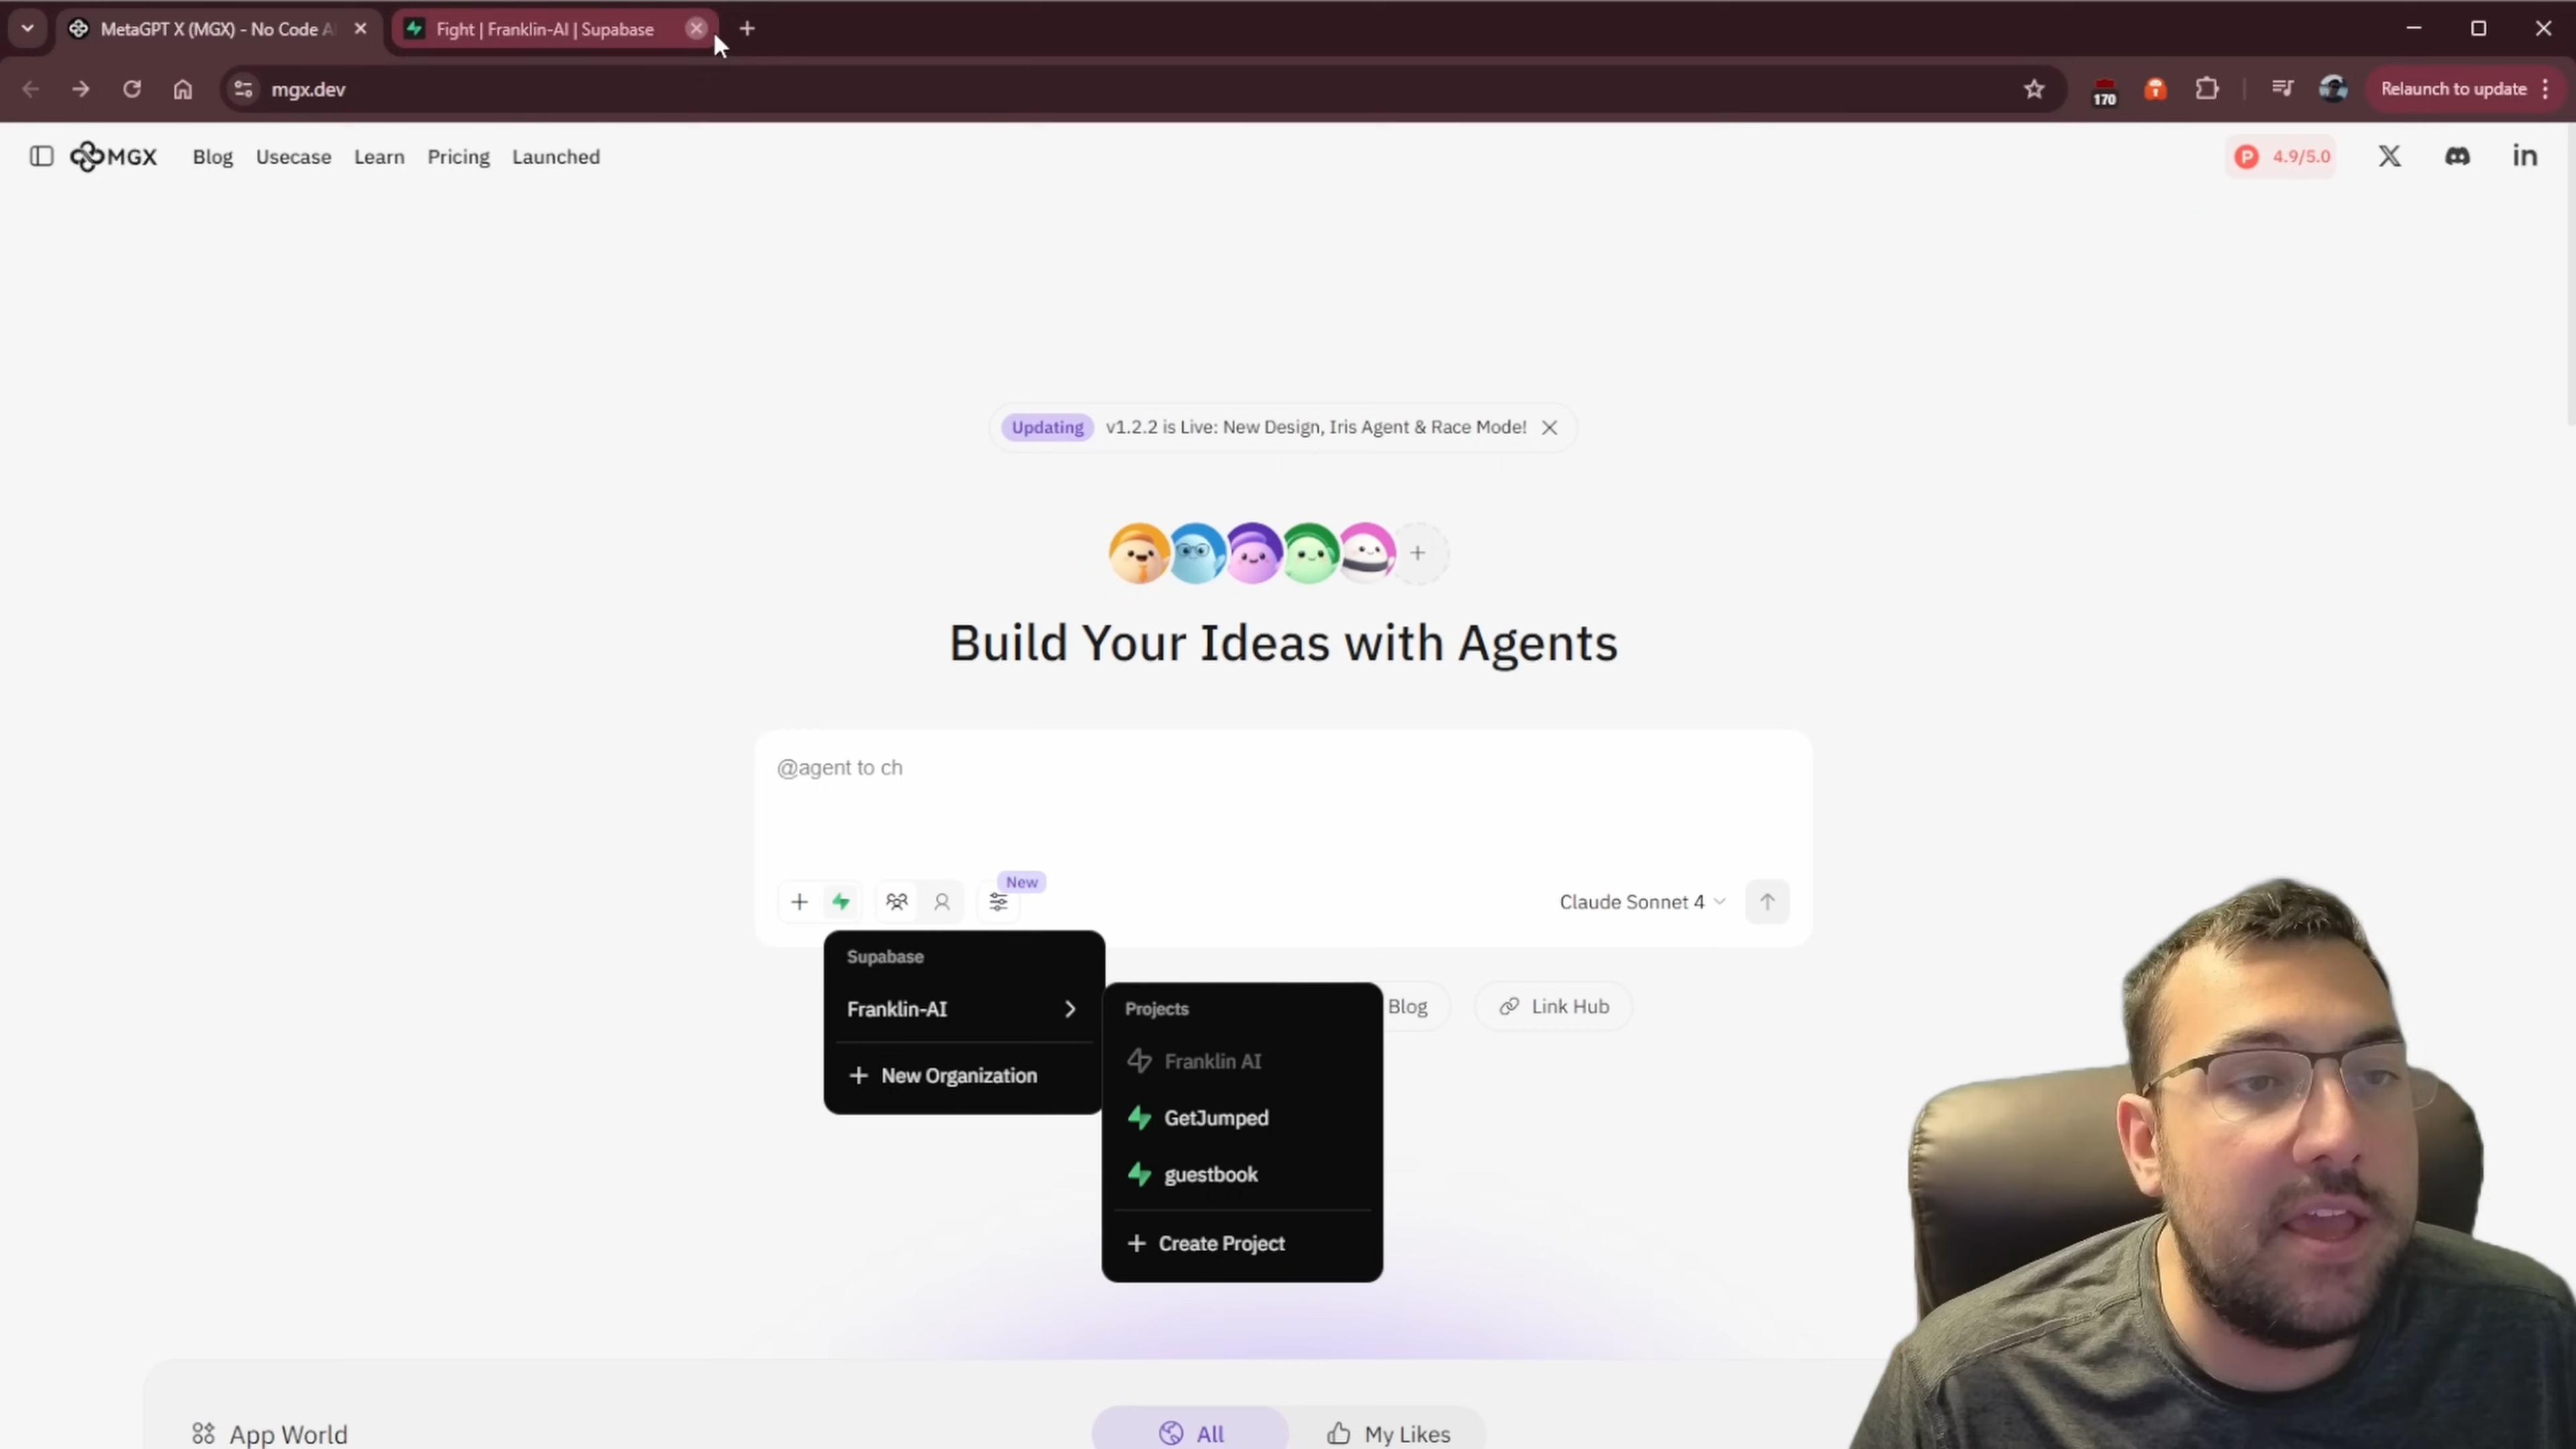 MetaGPT X (MGX) - No Code A
Fight | Franklin-AI | Supabase
mgx.dev
170
Relaunch to update
MGX
Blog
Usecase
Learn
Pricing
Launched
P 4.9/5.0
X
in
Updating v1.2.2 is Live: New Design, Iris Agent & Race Mode!
Build Your Ideas with Agents
@agent to ch
New
Claude Sonnet 4
Supabase
Franklin-AI
+ New Organization
Projects
Franklin AI
GetJumped
guestbook
+ Create Project
Blog
Link Hub
App World
All
My Likes